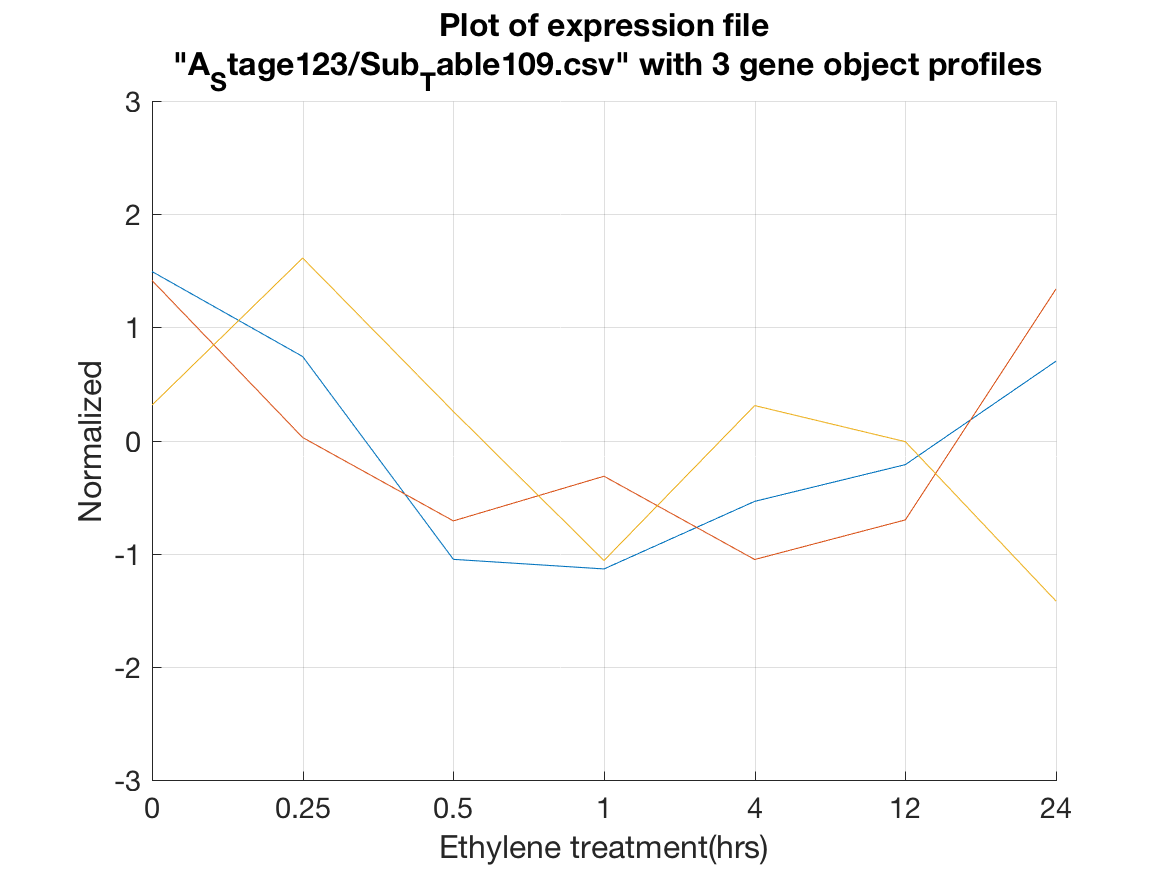 Plot of expression file
"A_Stage123/Sub_Table109.csv" with 3 gene object profiles
3
2
1
0
-1
-2
-3
Normalized
0 0.25 0.5 1 4 12 24
Ethylene treatment(hrs)